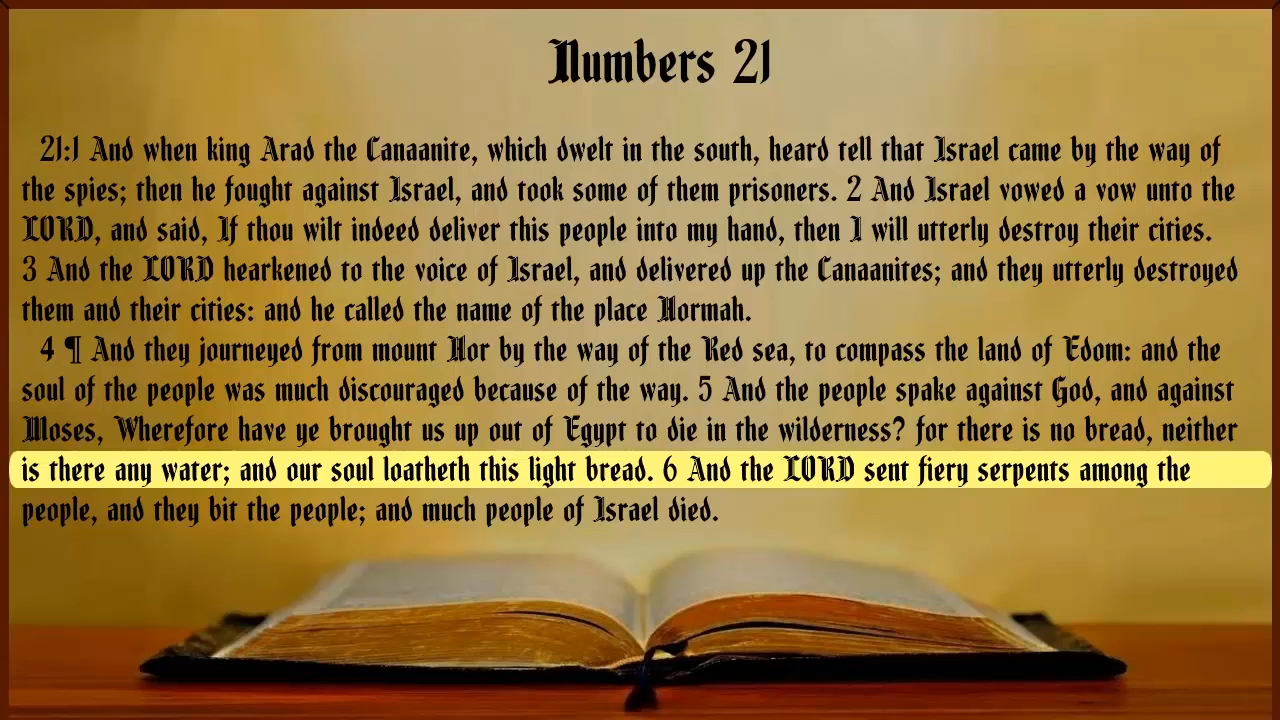 Numbers 21
21:1 And when king Arad the Canaanite, which dwelt in the south, heard tell that Israel came by the way of
the spies; then he fought against Israel, and took some of them prisoners. 2 And Israel vowed a vow unto the
LORD, and said, If thou wilt indeed deliver this people into my hand, then I will utterly destroy their cities.
3 And the LORD hearkened to the voice of Israel, and delivered up the Canaanites; and they utterly destroyed
them and their cities: and he called the name of the place Hormah.
4 ¶ And they journeyed from mount Hor by the way of the Red sea, to compass the land of Edom: and the
soul of the people was much discouraged because of the way. 5 And the people spake against God, and against
Moses, Wherefore have ye brought us up out of Egypt to die in the wilderness? for there is no bread, neither
is there any water; and our soul loatheth this light bread. 6 And the LORD sent fiery serpents among the
people, and they bit the people; and much people of Israel died.